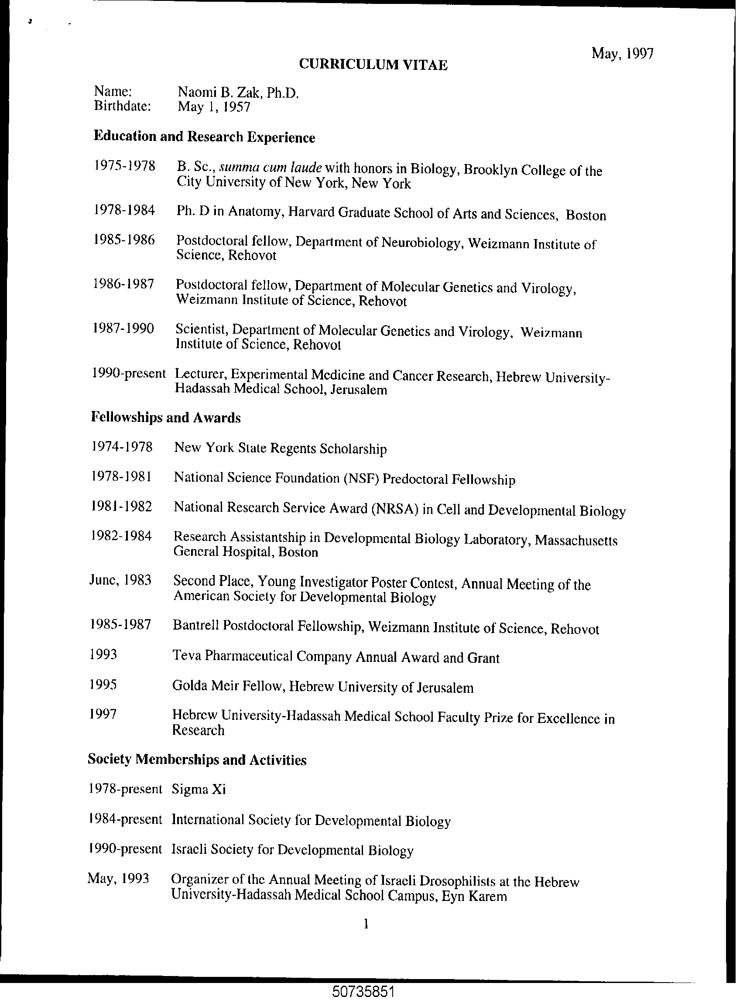 May, 1997
CURRICULUM VITAE
Name: Naomi B. Zak, Ph.D.
Birthdate: May 1, 1957
Education and Research Experience
1975-1978 B. Sc., summa cum laude with honors in Biology, Brooklyn College of the
City University of New York, New York
1978-1984 Ph. D in Anatomy, Harvard Graduate School of Arts and Sciences, Boston
1985-1986 Postdoctoral fellow, Department of Neurobiology, Weizmann Institute of
Science, Rehovot
1986-1987 Postdoctoral fellow, Department of Molecular Genetics and Virology,
Weizmann Institute of Science, Rehovot
1987-1990 Scientist, Department of Molecular Genetics and Virology, Weizmann
Institute of Science, Rehovot
1990-present Lecturer, Experimental Medicine and Cancer Research, Hebrew University-
Hadassah Medical School, Jerusalem
Fellowships and Awards
1974-1978 New York State Regents Scholarship
1978-1981 National Science Foundation (NSF) Predoctoral Fellowship
1981-1982 National Research Service Award (NRSA) in Cell and Developmental Biology
1982-1984 Research Assistantship in Developmental Biology Laboratory, Massachusetts
General Hospital, Boston
June, 1983 Second Place, Young Investigator Poster Contest, Annual Meeting of the
American Society for Developmental Biology
1985-1987 Bantrell Postdoctoral Fellowship, Weizmann Institute of Science, Rehovot
1993 Teva Pharmaceutical Company Annual Award and Grant
1995 Golda Meir Fellow, Hebrew University of Jerusalem
1997 Hebrew University-Hadassah Medical School Faculty Prize for Excellence in
Research
Society Memberships and Activities
1978-present Sigma Xi
1984-present International Society for Developmental Biology
1990-present Israeli Society for Developmental Biology
May, 1993 Organizer of the Annual Meeting of Israeli Drosophilists at the Hebrew
University-Hadassah Medical School Campus, Eyn Karem
1
50735851